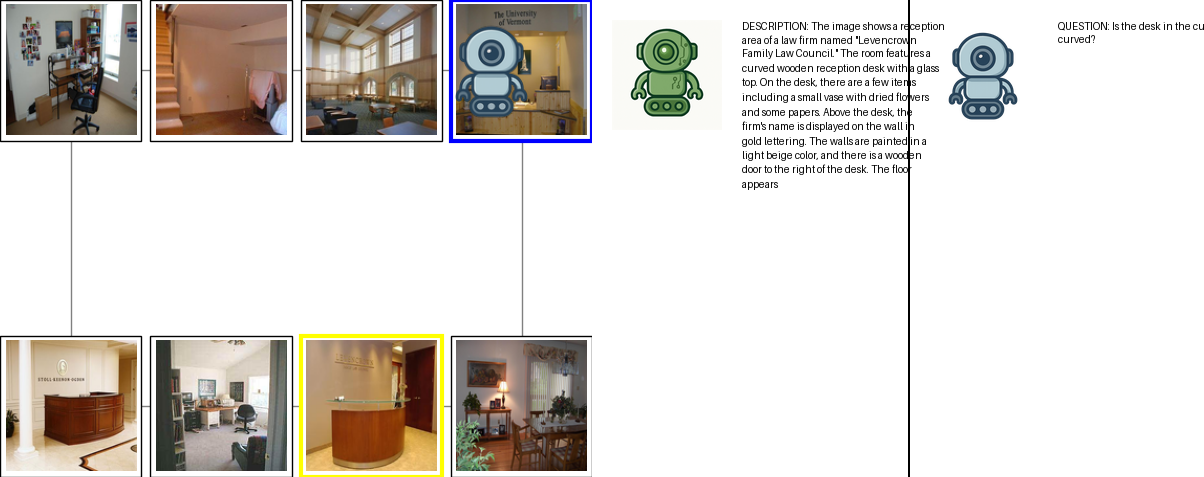 The University
of Vermont
DESCRIPTION: The image shows a reception
area of a law firm named "Levencrown
Family Law Council." The room features a
curved wooden reception desk with a glass
top. On the desk, there are a few items
including a small vase with dried flowers
and some papers. Above the desk, the
firm's name is displayed on the wall in
gold lettering. The walls are painted in a
light beige color, and there is a wooden
door to the right of the desk. The floor
appears
QUESTION: Is the desk in the cu
curved?